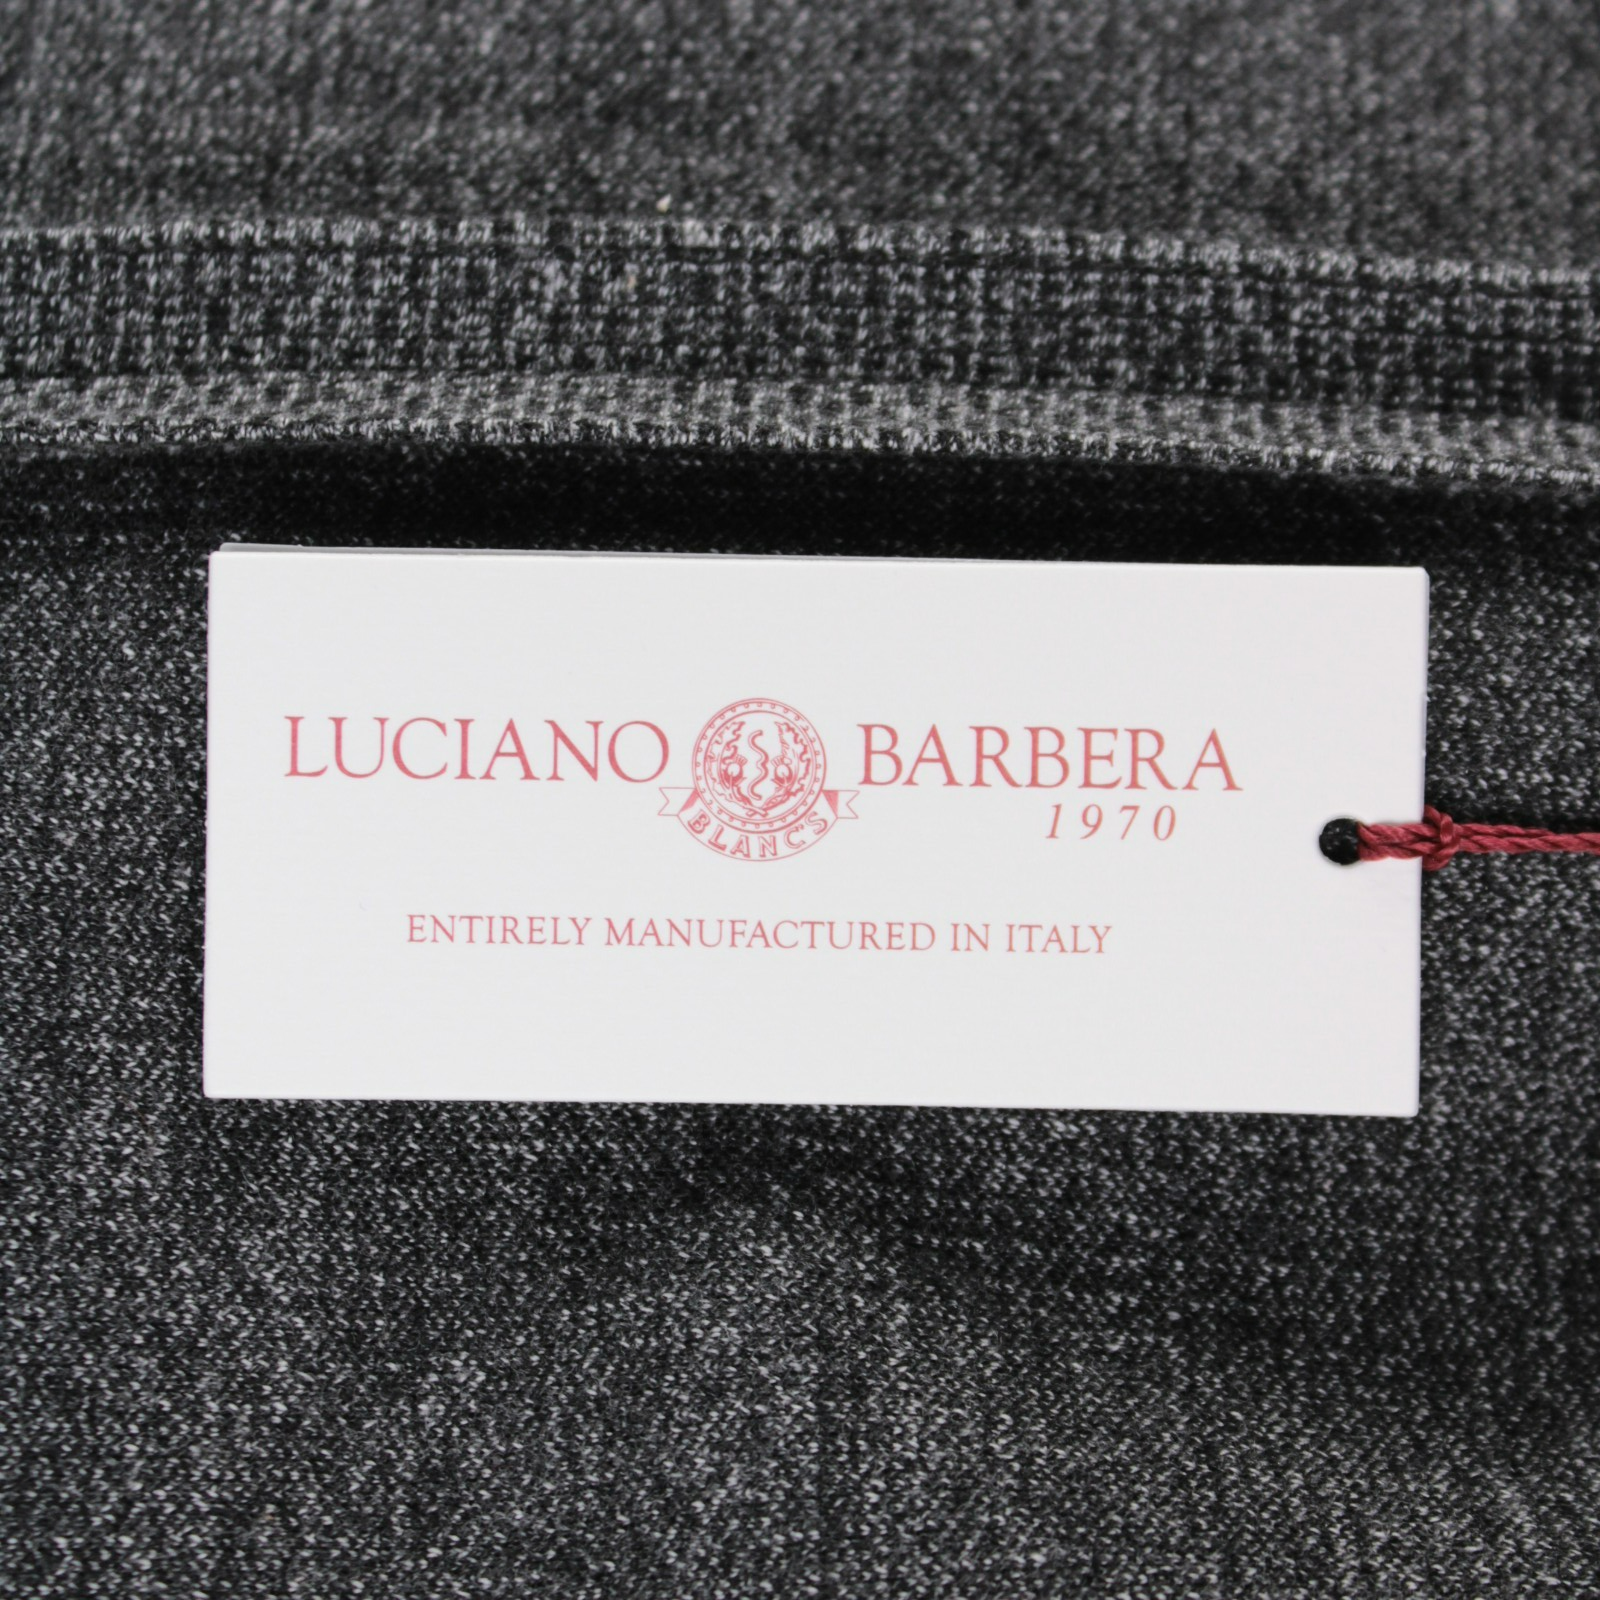 LUCIANO BARBERA
1970
BLANC'S
ENTIRELY MANUFACTURED IN ITALY